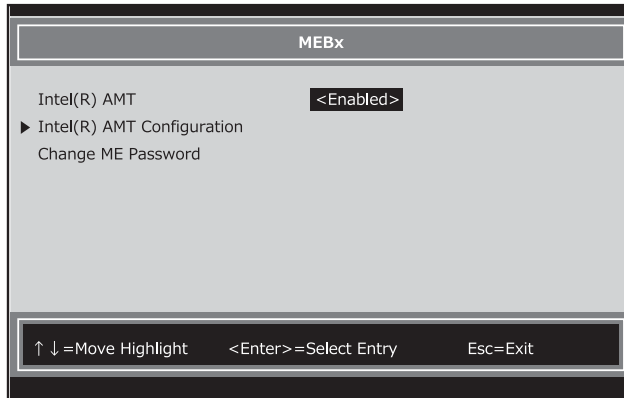 MEBx
Intel(R) AMT <Enabled>
▶ Intel(R) AMT Configuration
Change ME Password
↑↓=Move Highlight <Enter>=Select Entry Esc=Exit